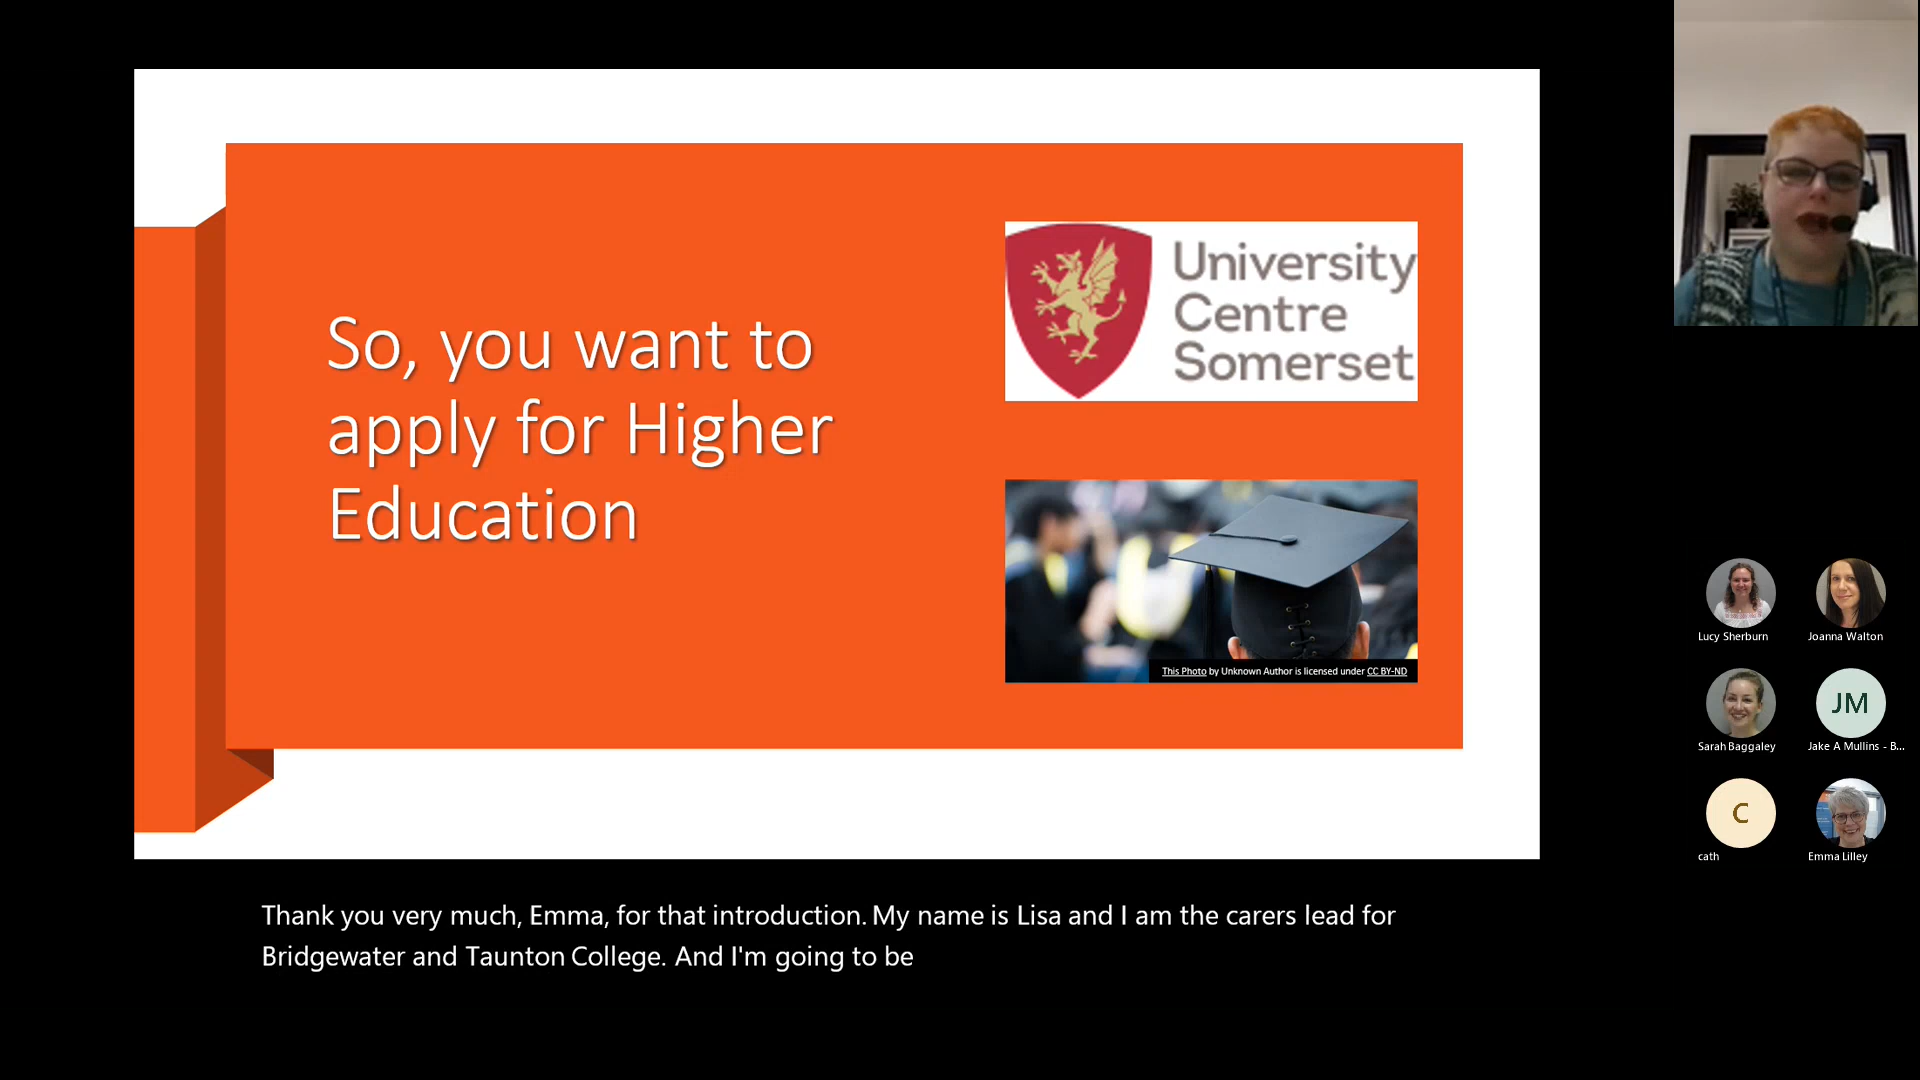 So, you want to
apply for Higher
Education
University
Centre
Somerset
This Photo by Unknown Author is licensed under CC BY-ND
Lucy Sherburn
Joanna Walton
Sarah Baggaley
JM
Jake A Mullins - B...
C
cath
Emma Lilley
Thank you very much, Emma, for that introduction. My name is Lisa and I am the carers lead for
Bridgewater and Taunton College. And I'm going to be